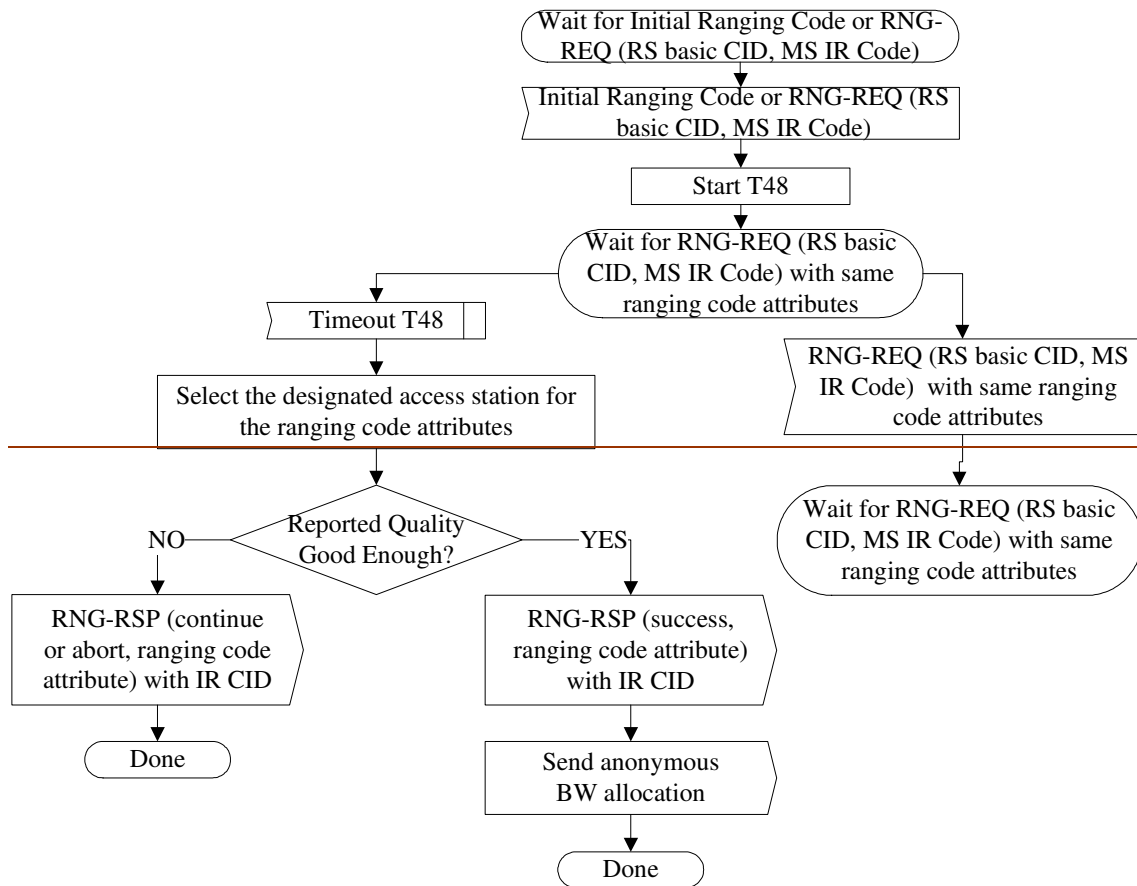 Wait for Initial Ranging Code or RNG-
REQ (RS basic CID, MS IR Code)
Initial Ranging Code or RNG-REQ (RS
basic CID, MS IR Code)
Start T48
Wait for RNG-REQ (RS basic
CID, MS IR Code) with same
ranging code attributes
Timeout T48
RNG-REQ (RS basic CID, MS
IR Code) with same ranging
code attributes
Select the designated access station for
the ranging code attributes
Wait for RNG-REQ (RS basic
CID, MS IR Code) with same
ranging code attributes
Reported Quality
Good Enough?
NO
YES
RNG-RSP (continue
or abort, ranging code
attribute) with IR CID
RNG-RSP (success,
ranging code attribute)
with IR CID
Done
Send anonymous
BW allocation
Done